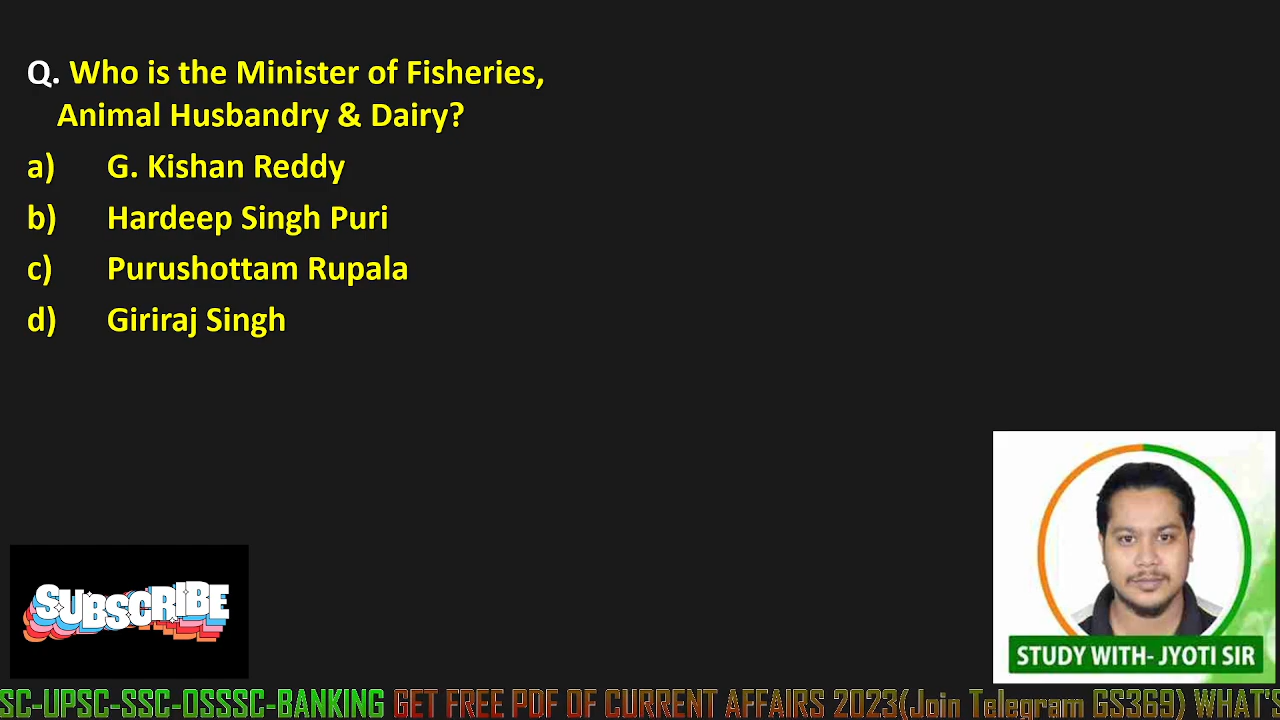 Q. Who is the Minister of Fisheries,
Animal Husbandry & Dairy?
a) G. Kishan Reddy
b) Hardeep Singh Puri
c) Purushottam Rupala
d) Giriraj Singh
SUBSCRIBE
STUDY WITH- JYOTI SIR
SC-UPSC-SSC-OSSSC-BANKING GET FREE PDF OF CURRENT AFFAIRS 2023(Join Talegram GS369) WHAT'S